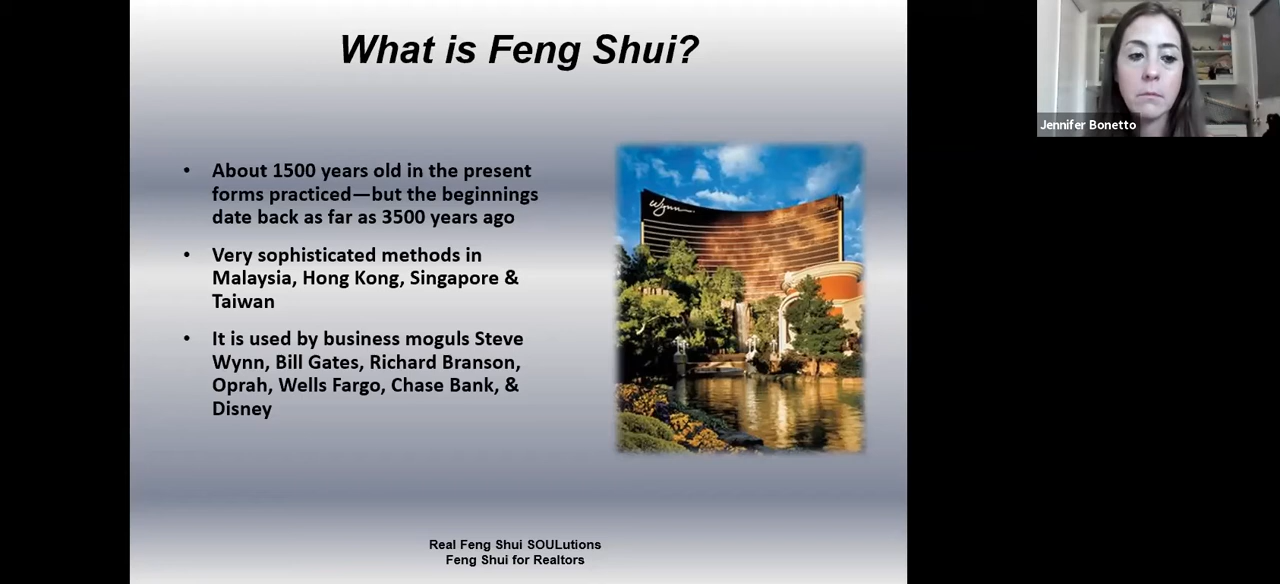 What is Feng Shui?
• About 1500 years old in the present
forms practiced—but the beginnings
date back as far as 3500 years ago
• Very sophisticated methods in
Malaysia, Hong Kong, Singapore &
Taiwan
• It is used by business moguls Steve
Wynn, Bill Gates, Richard Branson,
Oprah, Wells Fargo, Chase Bank, &
Disney
Wynn
Real Feng Shui SOULutions
Feng Shui for Realtors
Jennifer Bonetto